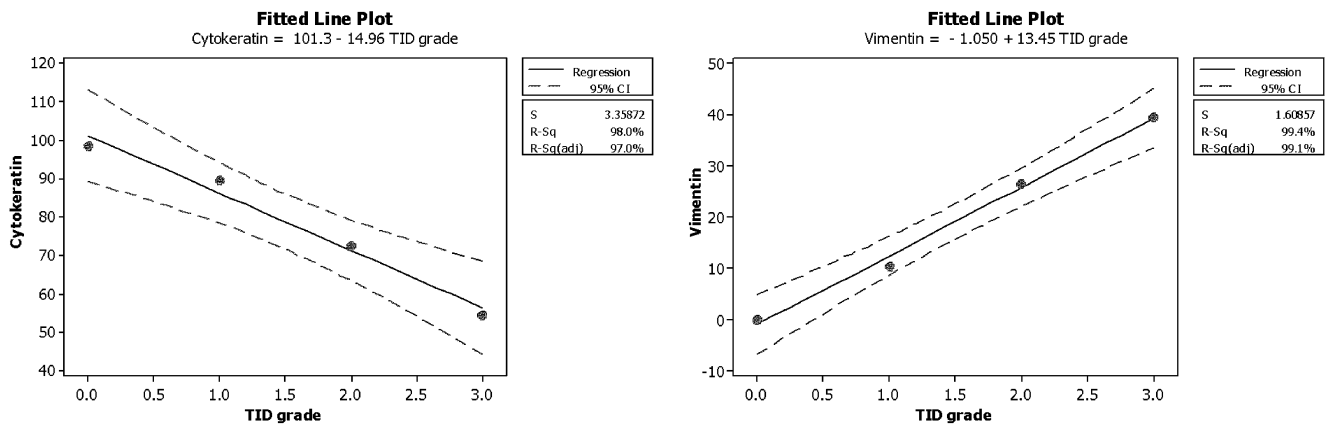 Fitted Line Plot
Cytokeratin = 101.3 - 14.96 TID grade
120
110
100
90
80
70
60
50
40
Cytokeratin
0.0 0.5 1.0 1.5 2.0 2.5 3.0
TID grade
Regression
95% CI
S 3.35872
R-Sq 98.0%
R-Sq(adj) 97.0%
Fitted Line Plot
Vimentin = - 1.050 + 13.45 TID grade
50
40
30
20
10
0
-10
Vimentin
0.0 0.5 1.0 1.5 2.0 2.5 3.0
TID grade
Regression
95% CI
S 1.60857
R-Sq 99.4%
R-Sq(adj) 99.1%